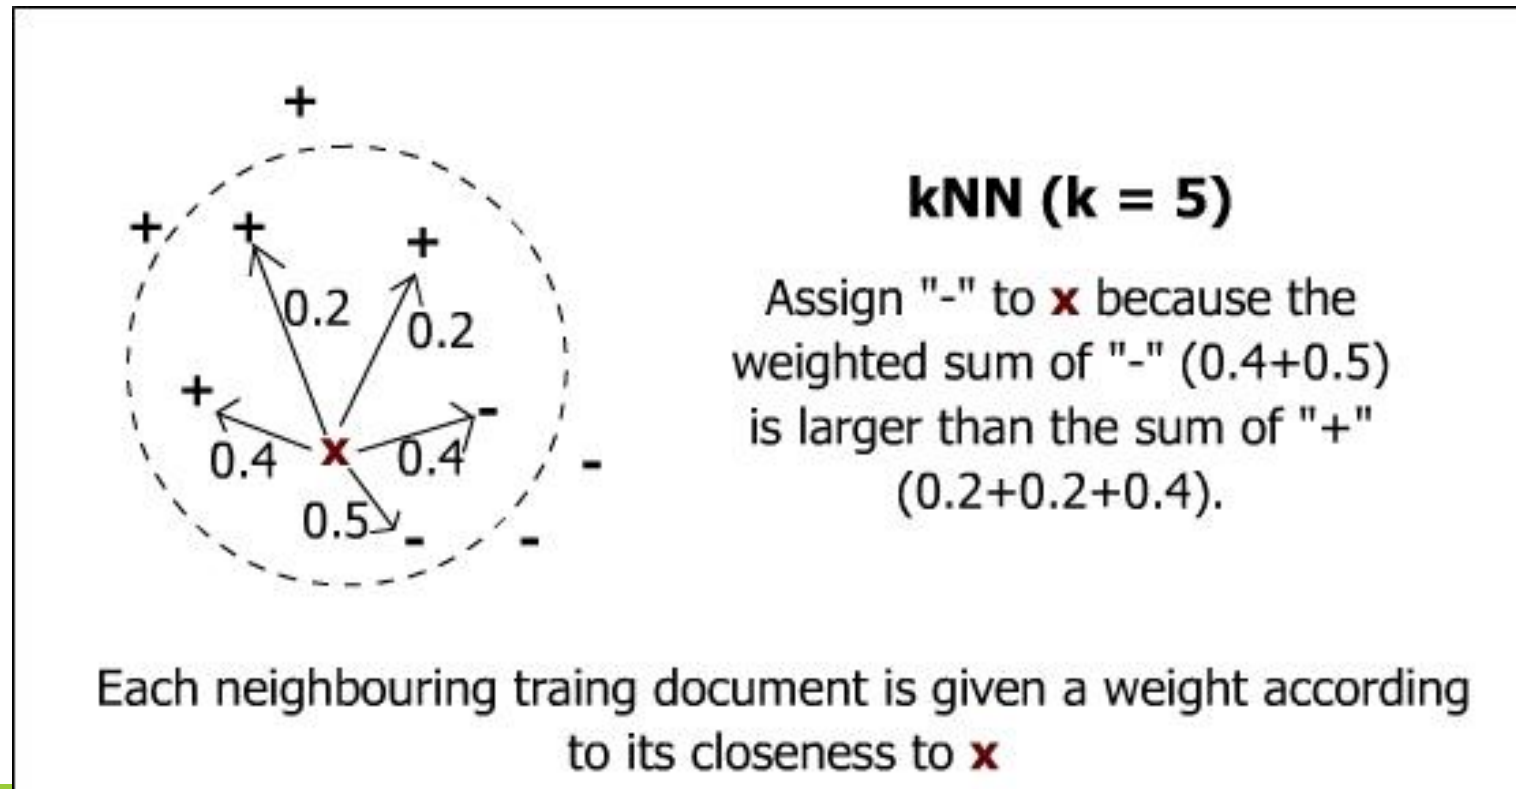 +
+ + +
0.2
0.2
+
-
0.4 x 0.4
-
0.5
- -
kNN (k = 5)
Assign "-" to x because the
weighted sum of "-" (0.4+0.5)
is larger than the sum of "+"
(0.2+0.2+0.4).
Each neighbouring traing document is given a weight according
to its closeness to x